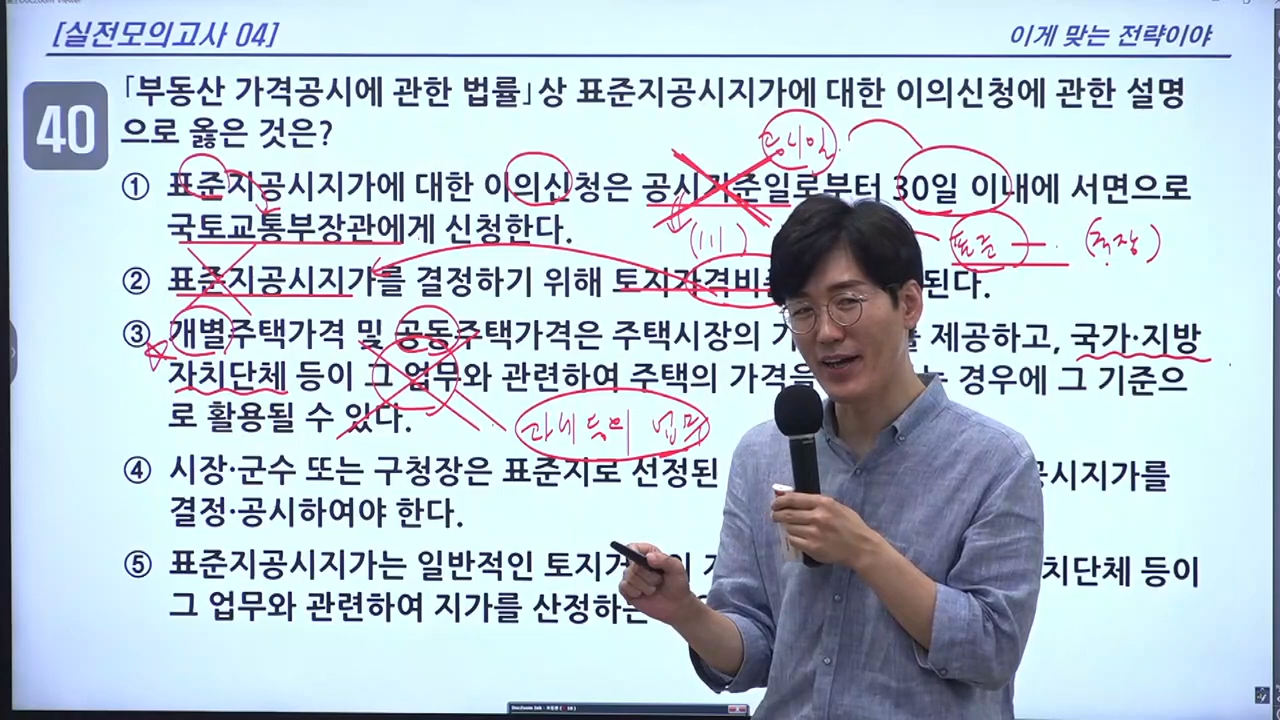 [실전모의고사 04]
이게 맞는 전략이야
40
「부동산 가격공시에 관한 법률」상 표준지공시지가에 대한 이의신청에 관한 설명
으로 옳은 것은?
공시일
① 표준지공시지가에 대한 이의신청은 공시기준일로부터 30일 이내에 서면으로
국토교통부장관에게 신청한다.
(1/1)
표준
② 표준지공시지가를 결정하기 위해 토지가격비 된다.
③ 개별주택가격 및 공동주택가격은 주택시장의 가 제공하고, 국가·지방
자치단체 등이 그 업무와 관련하여 주택의 가격을 는 경우에 그 기준으
로 활용될 수 있다.
과세 등의 업무
④ 시장·군수 또는 구청장은 표준지로 선정된 공시지가를
결정·공시하여야 한다.
⑤ 표준지공시지가는 일반적인 토지거 의 치단체 등이
그 업무와 관련하여 지가를 산정하는